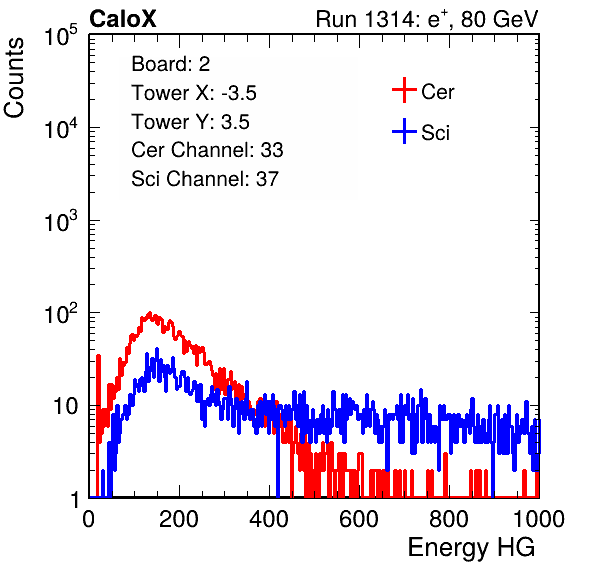 CaloX Run 1314: e⁺, 80 GeV
Counts
10⁵
10⁴
10³
10²
10
1
Board: 2
Tower X: -3.5
Tower Y: 3.5
Cer Channel: 33
Sci Channel: 37
Cer
Sci
0 200 400 600 800 1000
Energy HG